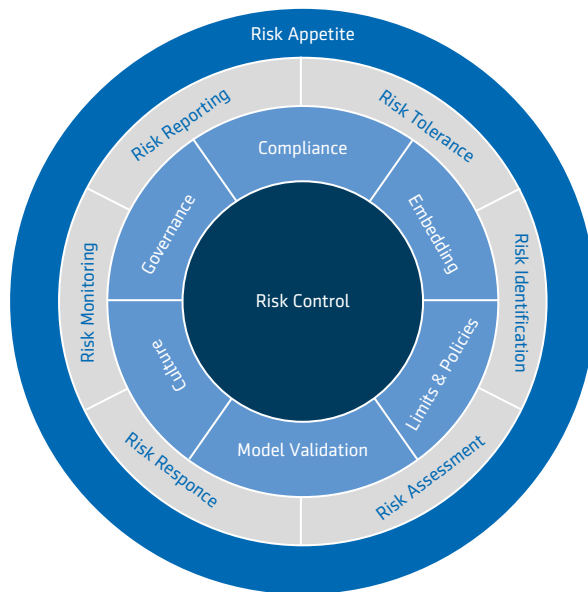 Risk Appetite
Risk Reporting
Risk Tolerance
Compliance
Governance
Embedding
Risk Monitoring
Risk Identification
Risk Control
Culture
Limits & Policies
Model Validation
Risk Responce
Risk Assessment